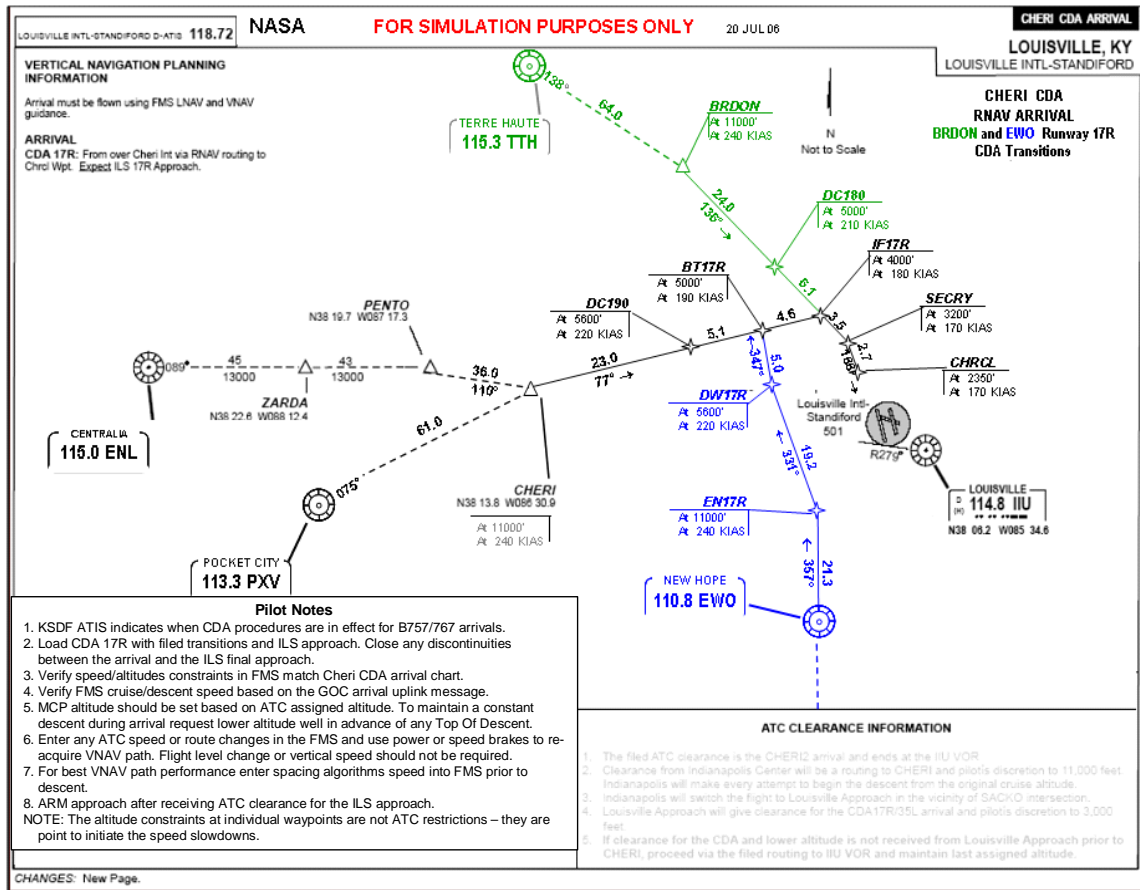 LOUISVILLE INTL-STANDIFORD D-ATIS 118.72
NASA
FOR SIMULATION PURPOSES ONLY
20 JUL 06
CHERI CDA ARRIVAL
LOUISVILLE, KY
LOUISVILLE INTL-STANDIFORD
VERTICAL NAVIGATION PLANNING
INFORMATION
Arrival must be flown using FMS LNAV and VNAV
guidance.
ARRIVAL
CDA 17R: From over Cheri Int via RNAV routing to
Chrcl Wpt. Expect ILS 17R Approach.
CHERI CDA
RNAV ARRIVAL
BRDON and EWO Runway 17R
CDA Transitions
N
Not to Scale
138°
64.0
TERRE HAUTE
115.3 TTH
BRDON
At 11000'
At 240 KIAS
24.0
136° →
DC180
At 5000'
At 210 KIAS
6.1
IF17R
At 4000'
At 180 KIAS
BT17R
At 5000'
At 190 KIAS
DC190
At 5600'
At 220 KIAS
SECRY
At 3200'
At 170 KIAS
PENTO
N38 19.7 W087 17.3
4.6
3.5
5.1
2.7
168° →
CHRCL
At 2350'
At 170 KIAS
089°
45
13000
43
13000
36.0
110°
23.0
77° →
← 347°
5.0
ZARDA
N38 22.6 W088 12.4
DW17R
At 5600'
At 220 KIAS
Louisville Intl-
Standiford
501
R279°
CENTRALIA
115.0 ENL
61.0
075°
← 331°
19.2
CHERI
N38 13.8 W086 30.9
At 11000'
At 240 KIAS
EN17R
At 11000'
At 240 KIAS
LOUISVILLE
D
(H)
114.8 IIU
N38 06.2 W085 34.6
POCKET CITY
113.3 PXV
← 357°
21.3
NEW HOPE
110.8 EWO
Pilot Notes
1. KSDF ATIS indicates when CDA procedures are in effect for B757/767 arrivals.
2. Load CDA 17R with filed transitions and ILS approach. Close any discontinuities
between the arrival and the ILS final approach.
3. Verify speed/altitudes constraints in FMS match Cheri CDA arrival chart.
4. Verify FMS cruise/descent speed based on the GOC arrival uplink message.
5. MCP altitude should be set based on ATC assigned altitude. To maintain a constant
descent during arrival request lower altitude well in advance of any Top Of Descent.
6. Enter any ATC speed or route changes in the FMS and use power or speed brakes to re-
acquire VNAV path. Flight level change or vertical speed should not be required.
7. For best VNAV path performance enter spacing algorithms speed into FMS prior to
descent.
8. ARM approach after receiving ATC clearance for the ILS approach.
NOTE: The altitude constraints at individual waypoints are not ATC restrictions – they are
point to initiate the speed slowdowns.
ATC CLEARANCE INFORMATION
1. The filed ATC clearance is the CHERI2 arrival and ends at the IIU VOR
2. Clearance from Indianapolis Center will be a routing to CHERI and pilotis discretion to 11,000 feet.
Indianapolis will make every attempt to begin the descent from the original cruise altitude.
3. Indianapolis will switch the flight to Louisville Approach in the vicinity of SACKO intersection.
4. Louisville Approach will give clearance for the CDA17R/35L arrival and pilotis discretion to 3,000
feet.
5. If clearance for the CDA and lower altitude is not received from Louisville Approach prior to
CHERI, proceed via the filed routing to IIU VOR and maintain last assigned altitude.
CHANGES: New Page.